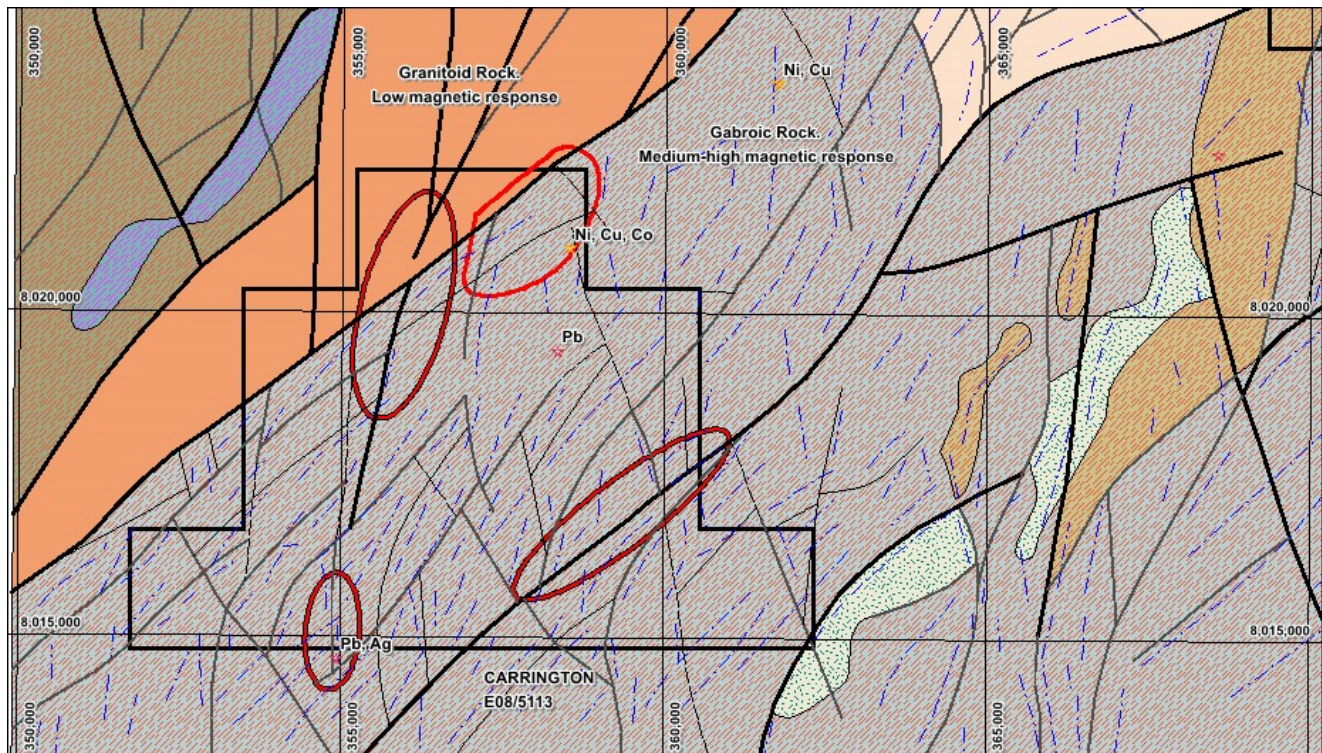 350,000
355,000
360,000
365,000
Granitoid Rock.
Low magnetic response
Ni, Cu
Gabroic Rock.
Medium-high magnetic response
Ni, Cu, Co
8,020,000
8,020,000
Pb
8,015,000
8,015,000
Pb, Ag
CARRINGTON
E08/5113
350,000
355,000
360,000
365,000